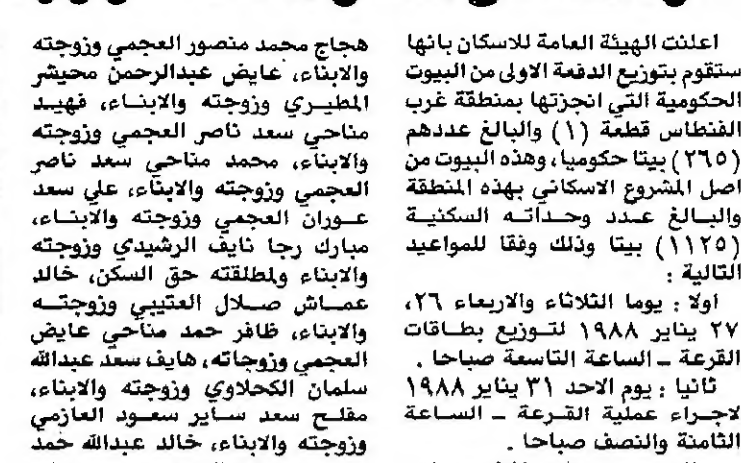 اعلنت الهيئة العامة للاسكان بانها
ستقوم بتوزيع الدفعة الاولى من البيوت
الحكومية التي انجزتها بمنطقة غرب
الفنطاس قطعة (١) والبالغ عددهم
(٢٦٥) بيتا حكوميا، وهذه البيوت من
اصل المشروع الاسكاني بهذه المنطقة
والبالغ عدد وحداته السكنية
(١١٢٥) بيتا وذلك وفقا للمواعيد
التالية :
اولا : يوما الثلاثاء والاربعاء ٢٦،
٢٧ يناير ١٩٨٨ لتوزيع بطاقات
القرعة ـ الساعة التاسعة صباحا .
ثانيا : يوم الاحد ٣١ يناير ١٩٨٨
لاجراء عملية القرعة ـ الساعة
الثامنة والنصف صباحا .
هجاج محمد منصور العجمي وزوجته
والابناء، عايض عبدالرحمن محيشر
المطيري وزوجته والابناء، فهيد
مناحي سعد ناصر العجمي وزوجته
والابناء، محمد مناحي سعد ناصر
العجمي وزوجته والابناء، علي سعد
عوران العجمي وزوجته والابناء،
مبارك رجا نايف الرشيدي وزوجته
والابناء ولمطلقته حق السكن، خالد
عماش صلال العتيبي وزوجته
والابناء، ظافر حمد مناحي عايض
العجمي وزوجاته، هايف سعد عبدالله
سلمان الكحلاوي وزوجته والابناء،
مفلح سعد ساير سعود العازمي
وزوجته والابناء، خالد عبدالله حمد